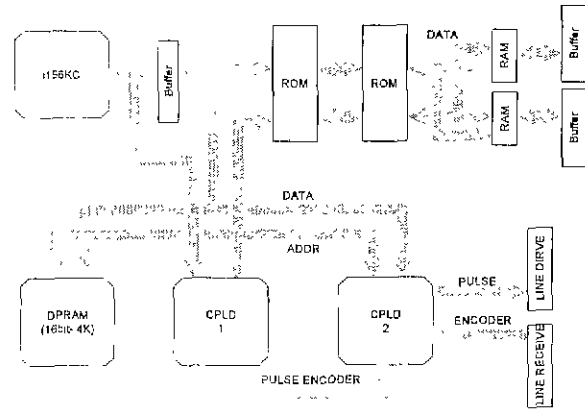 i196KC
Buffer
ROM
ROM
DATA
RAM
Buffer
RAM
Buffer
DATA
ADDR
DPRAM
(16bit- 4K)
CPLD
1
CPLD
2
PULSE
LINE DIRVE
ENCODER
LINE RECEIVE
PULSE ENCODER